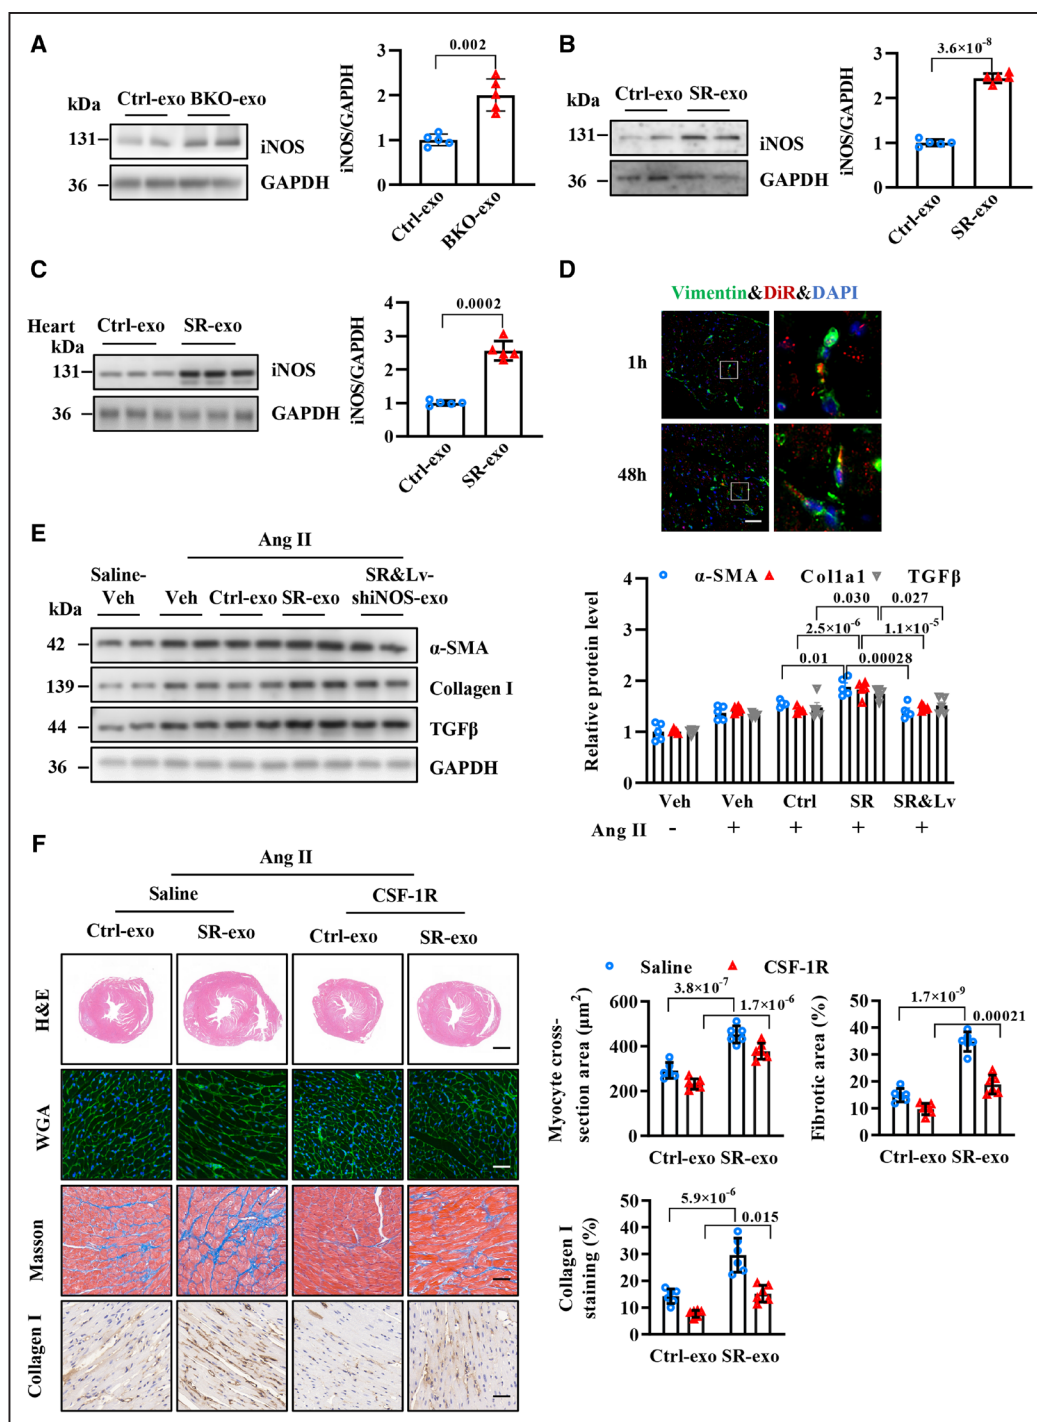 A
kDa
Ctrl-exo BKO-exo
131
iNOS
36
GAPDH
iNOS/GAPDH
3
2
1
0
0.002
Ctrl-exo
BKO-exo
B
kDa
Ctrl-exo SR-exo
131
iNOS
36
GAPDH
iNOS/GAPDH
3
2
1
0
3.6×10⁻⁸
Ctrl-exo
SR-exo
C
Heart
kDa
Ctrl-exo SR-exo
131
iNOS
36
GAPDH
iNOS/GAPDH
4
3
2
1
0
0.0002
Ctrl-exo
SR-exo
D
Vimentin&DiR&DAPI
1h
48h
E
Ang II
Saline-
Veh
Veh
Ctrl-exo
SR-exo
SR&Lv-
shiNOS-exo
kDa
42
α-SMA
139
Collagen I
44
TGFβ
36
GAPDH
α-SMA
Col1a1
TGFβ
Relative protein level
4
3
2
1
0
0.030
0.027
2.5×10⁻⁶
1.1×10⁻⁵
0.01
0.00028
Veh Veh Ctrl SR SR&Lv
Ang II - + + + +
F
Ang II
Saline
CSF-1R
Ctrl-exo SR-exo Ctrl-exo SR-exo
H&E
WGA
Masson
Collagen I
Saline
CSF-1R
Myocyte cross-
section area (μm²)
600
400
200
0
3.8×10⁻⁷
1.7×10⁻⁶
Ctrl-exo SR-exo
Fibrotic area (%)
50
40
30
20
10
0
1.7×10⁻⁹
0.00021
Ctrl-exo SR-exo
Collagen I
staining (%)
50
40
30
20
10
0
5.9×10⁻⁶
0.015
Ctrl-exo SR-exo